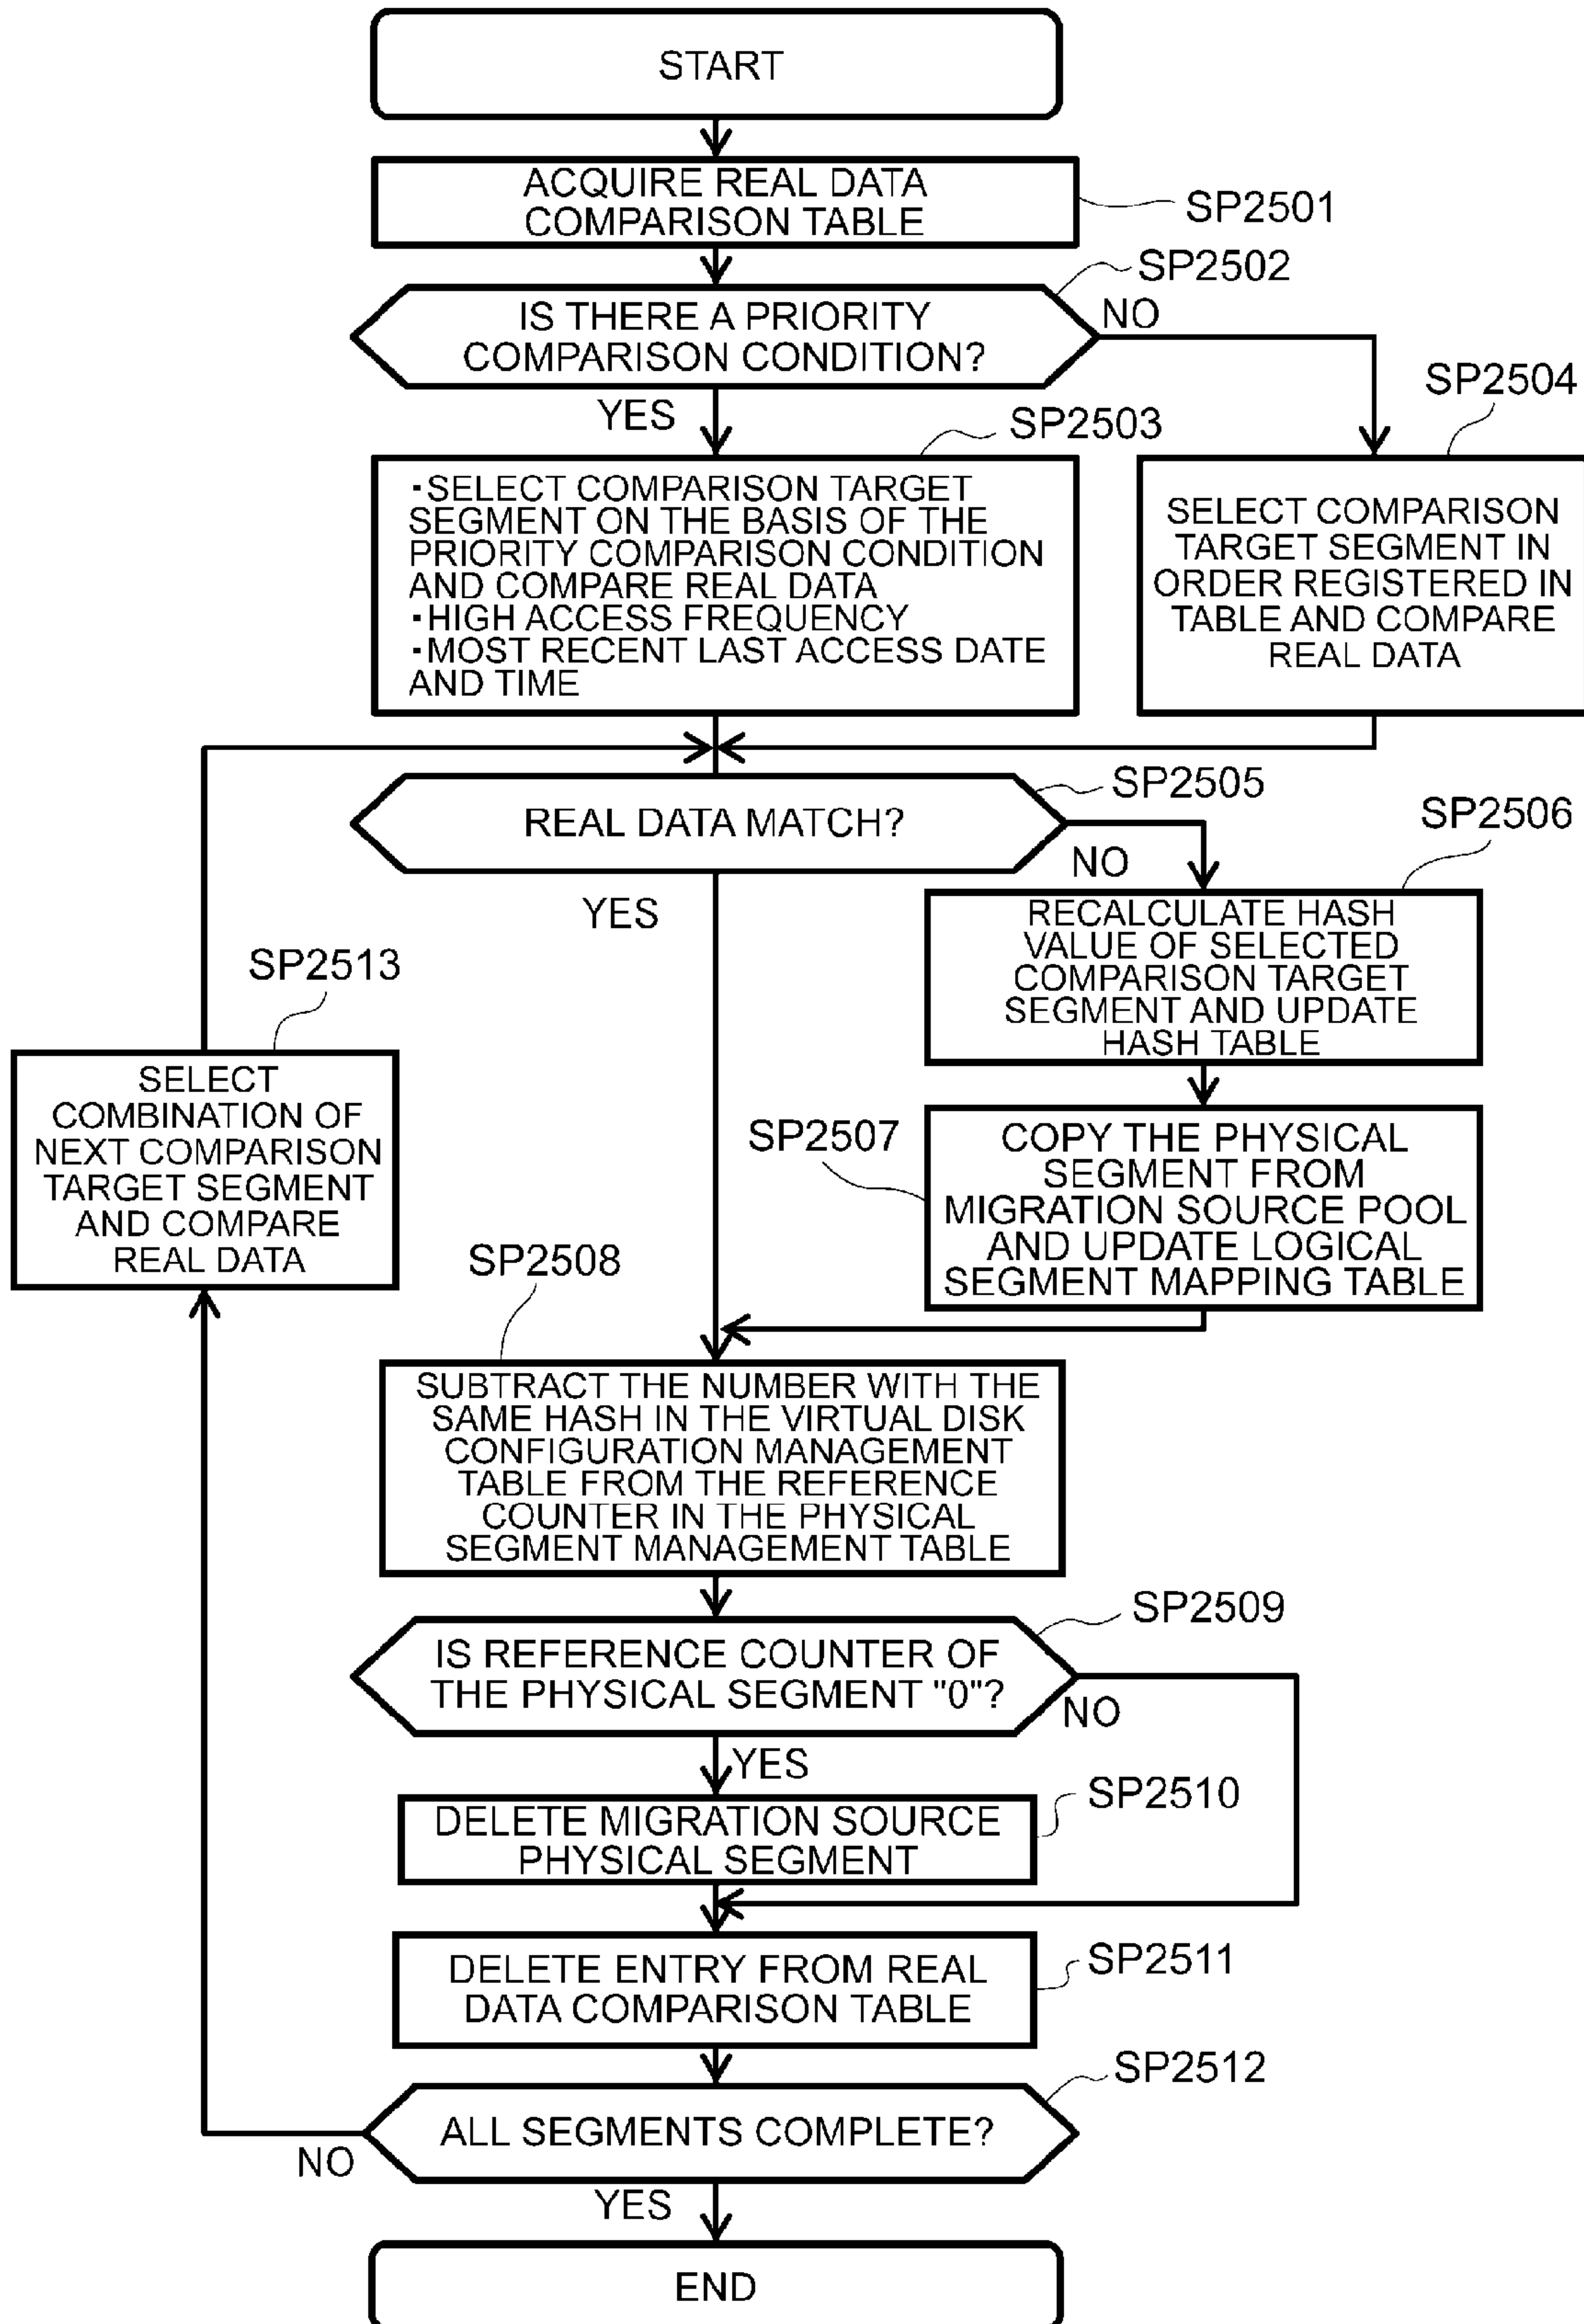 START
ACQUIRE REAL DATA
COMPARISON TABLE
SP2501
SP2502
IS THERE A PRIORITY
COMPARISON CONDITION?
NO
YES
SP2503
SP2504
▪SELECT COMPARISON TARGET
SEGMENT ON THE BASIS OF THE
PRIORITY COMPARISON CONDITION
AND COMPARE REAL DATA
▪HIGH ACCESS FREQUENCY
▪MOST RECENT LAST ACCESS DATE
AND TIME
SELECT COMPARISON
TARGET SEGMENT IN
ORDER REGISTERED IN
TABLE AND COMPARE
REAL DATA
REAL DATA MATCH?
SP2505
NO
YES
SP2506
RECALCULATE HASH
VALUE OF SELECTED
COMPARISON TARGET
SEGMENT AND UPDATE
HASH TABLE
SP2513
SELECT
COMBINATION OF
NEXT COMPARISON
TARGET SEGMENT
AND COMPARE
REAL DATA
SP2507
COPY THE PHYSICAL
SEGMENT FROM
MIGRATION SOURCE POOL
AND UPDATE LOGICAL
SEGMENT MAPPING TABLE
SP2508
SUBTRACT THE NUMBER WITH THE
SAME HASH IN THE VIRTUAL DISK
CONFIGURATION MANAGEMENT
TABLE FROM THE REFERENCE
COUNTER IN THE PHYSICAL
SEGMENT MANAGEMENT TABLE
SP2509
IS REFERENCE COUNTER OF
THE PHYSICAL SEGMENT "0"?
NO
YES
SP2510
DELETE MIGRATION SOURCE
PHYSICAL SEGMENT
SP2511
DELETE ENTRY FROM REAL
DATA COMPARISON TABLE
SP2512
ALL SEGMENTS COMPLETE?
NO
YES
END